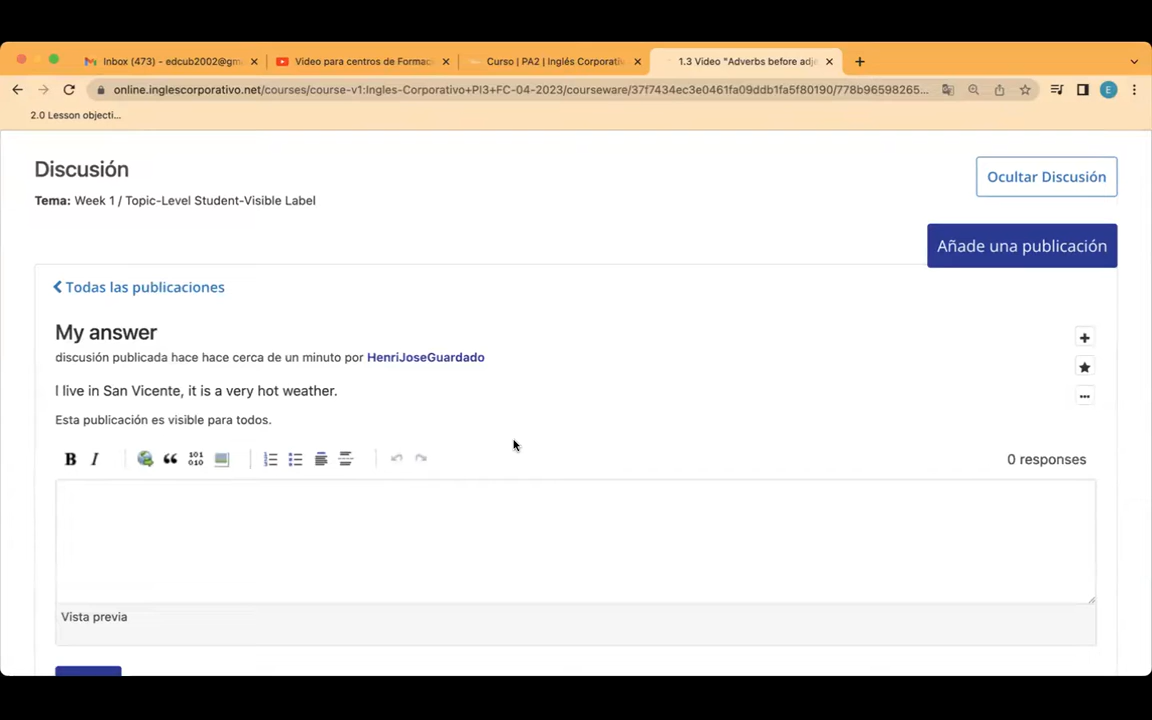 Inbox (473) - edcub2002@gm
Video para centros de Formac
Curso | PA2 | Inglés Corporati
1.3 Video "Adverbs before adj
online.inglescorporativo.net/courses/course-v1:Ingles-Corporativo+PI3+FC-04-2023/courseware/37f7434ec3e0461fa09ddb1fa5f80190/778b96598265...
E
2.0 Lesson objecti...
Discusión
Ocultar Discusión
Tema: Week 1 / Topic-Level Student-Visible Label
Añade una publicación
Todas las publicaciones
My answer
discusión publicada hace hace cerca de un minuto por HenriJoseGuardado
I live in San Vicente, it is a very hot weather.
Esta publicación es visible para todos.
B I 101 010
0 responses
Vista previa